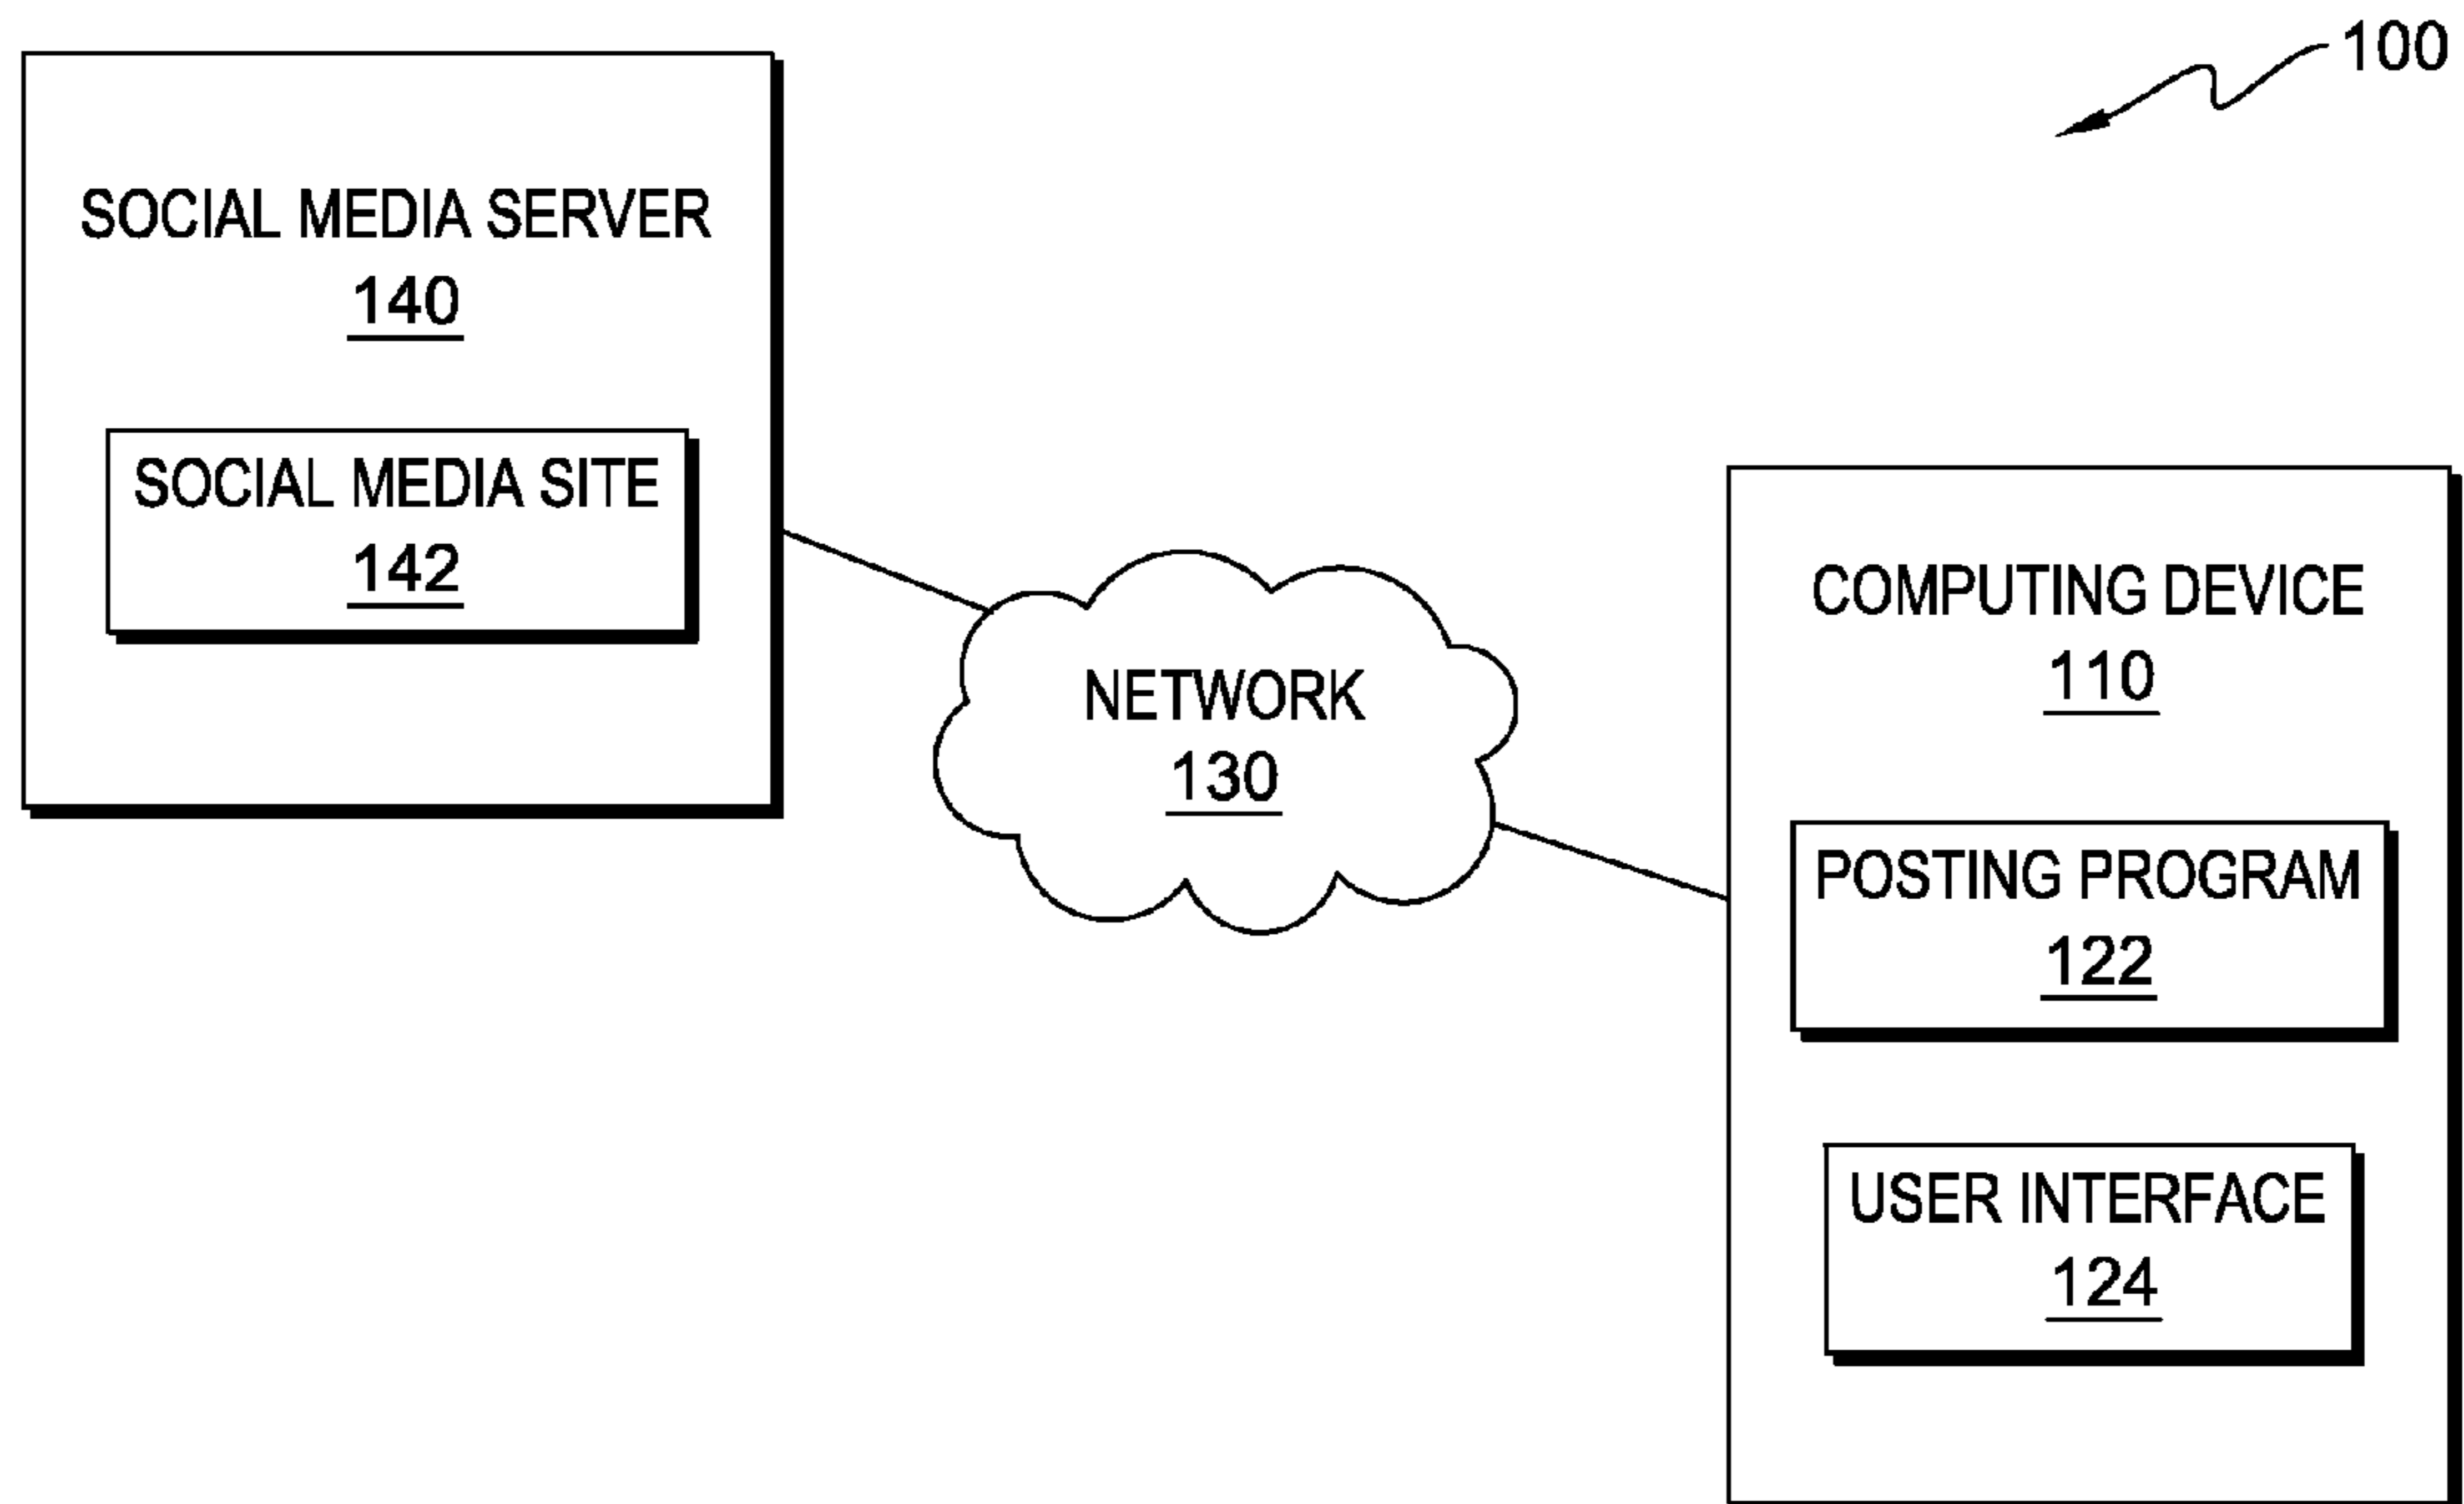 100
SOCIAL MEDIA SERVER
140
SOCIAL MEDIA SITE
142
NETWORK
130
COMPUTING DEVICE
110
POSTING PROGRAM
122
USER INTERFACE
124